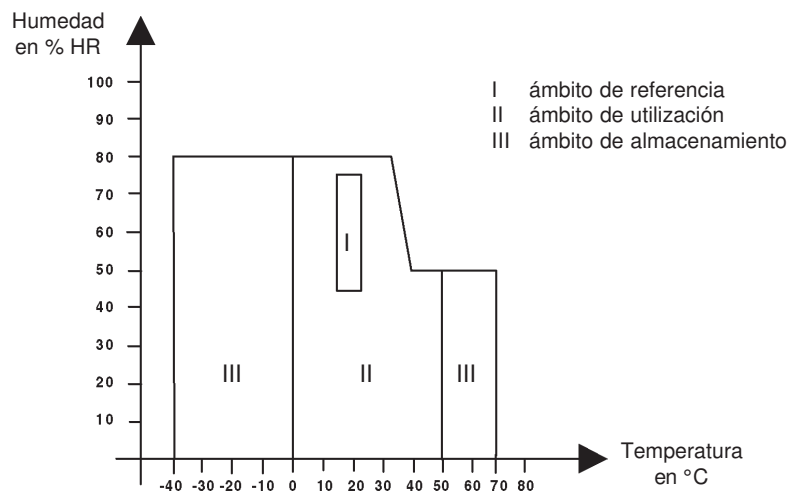 Humedad
en % HR
100
90
80
70
60
50
40
30
20
10
I ámbito de referencia
II ámbito de utilización
III ámbito de almacenamiento
I
III II III
-40 -30 -20 -10 0 10 20 30 40 50 60 70 80
Temperatura
en °C